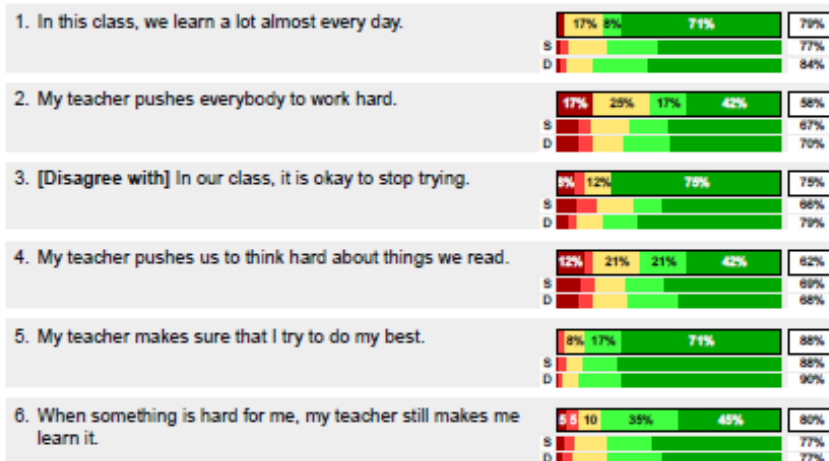 1. In this class, we learn a lot almost every day.
17% 8% 71% 79%
S 77%
D 84%
2. My teacher pushes everybody to work hard.
17% 25% 17% 42% 58%
S 67%
D 70%
3. [Disagree with] In our class, it is okay to stop trying.
8% 12% 75% 75%
S 66%
D 79%
4. My teacher pushes us to think hard about things we read.
12% 21% 21% 42% 62%
S 69%
D 68%
5. My teacher makes sure that I try to do my best.
8% 17% 71% 88%
S 88%
D 90%
6. When something is hard for me, my teacher still makes me
learn it.
5 5 10 35% 45% 80%
S 77%
D 77%